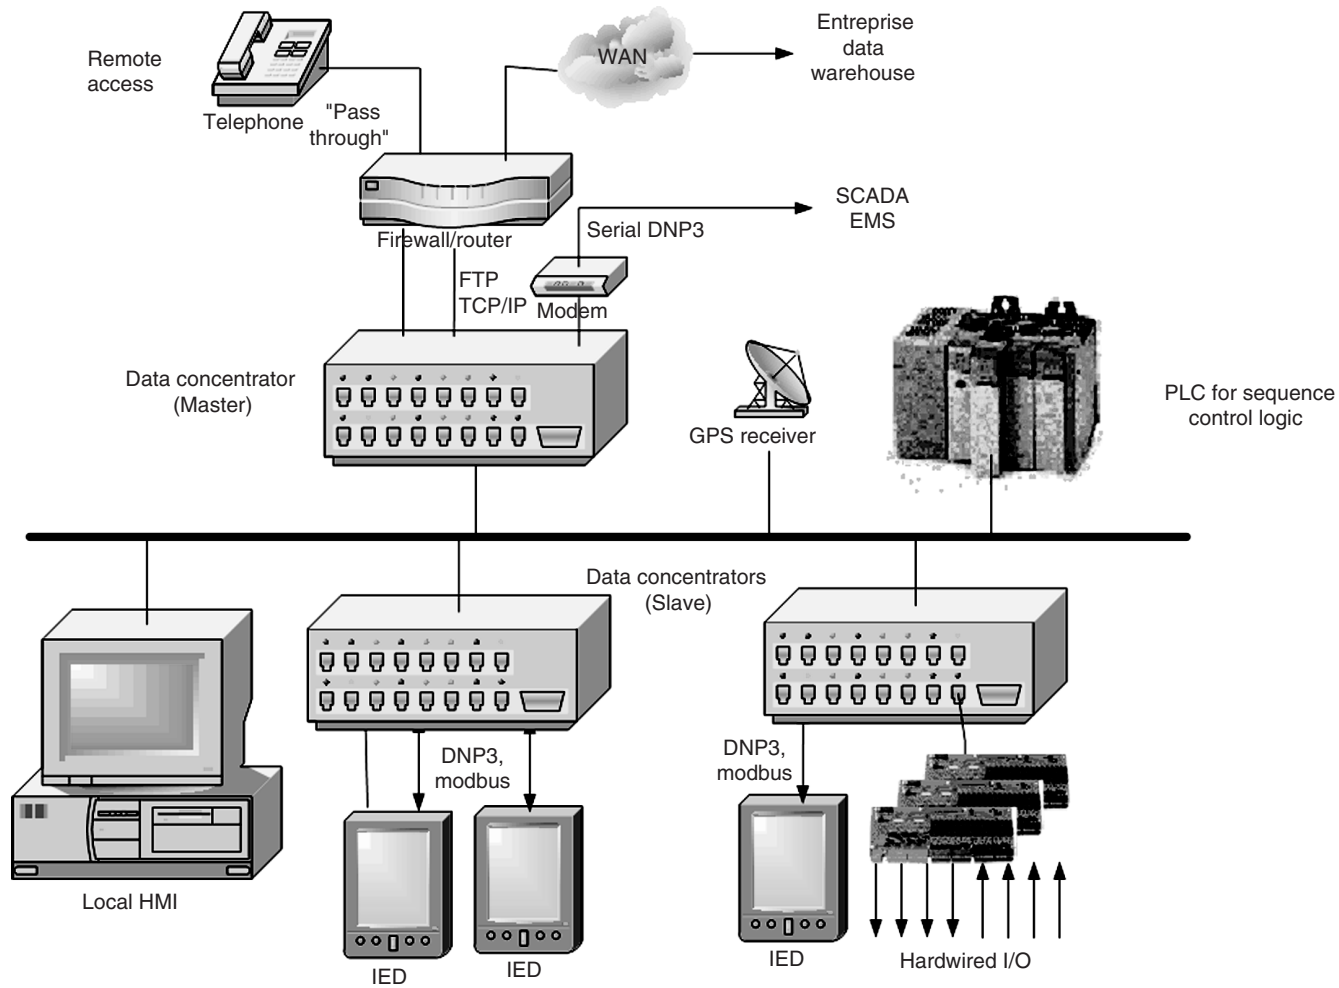 Entreprise
data
warehouse
WAN
Remote
access
Telephone
"Pass
through"
SCADA
EMS
Serial DNP3
Firewall/router
FTP
TCP/IP
Modem
Data concentrator
(Master)
GPS receiver
PLC for sequence
control logic
Data concentrators
(Slave)
DNP3,
modbus
DNP3,
modbus
Local HMI
IED
IED
IED
Hardwired I/O